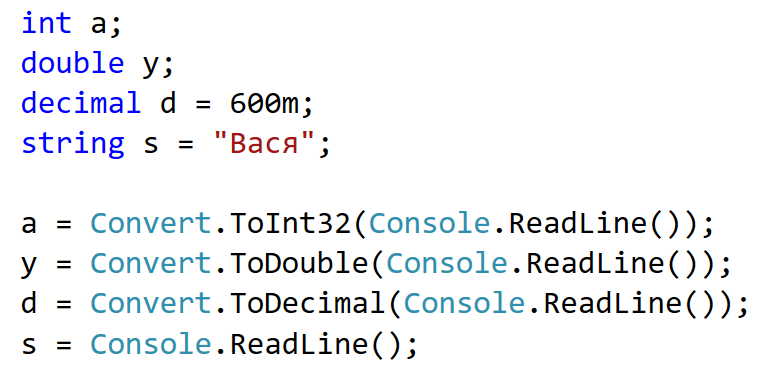 int a;
double y;
decimal d = 600m;
string s = "Вася";
a = Convert.ToInt32(Console.ReadLine());
y = Convert.ToDouble(Console.ReadLine());
d = Convert.ToDecimal(Console.ReadLine());
s = Console.ReadLine();